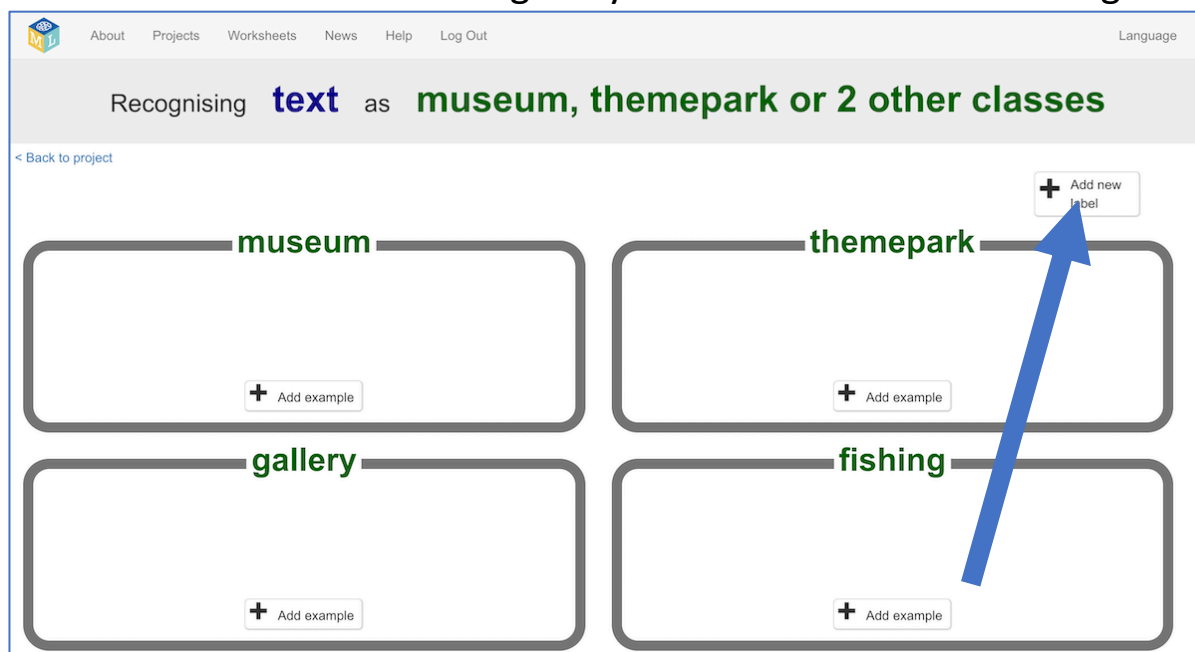 About Projects Worksheets News Help Log Out Language
Recognising text as museum, themepark or 2 other classes
< Back to project
Add new
label
museum themepark
Add example Add example
gallery fishing
Add example Add example